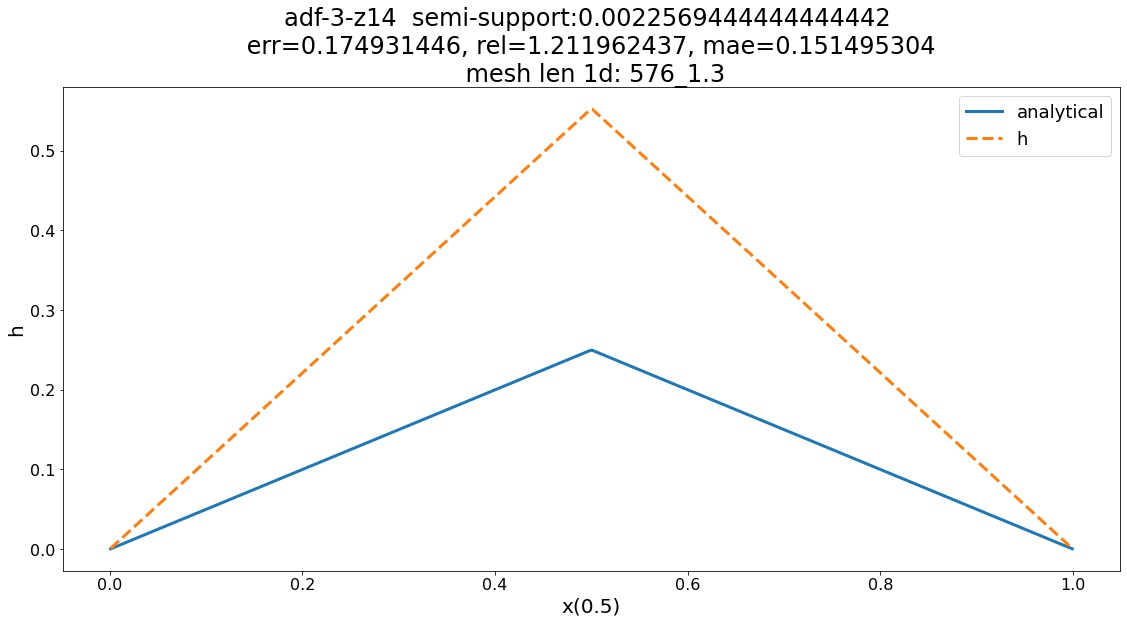 adf-3-z14  semi-support:0.0022569444444444442
err=0.174931446, rel=1.211962437, mae=0.151495304
mesh len 1d: 576_1.3
analytical
h
0.5
0.4
0.3
0.2
0.1
0.0
h
0.0 0.2 0.4 0.6 0.8 1.0
x(0.5)